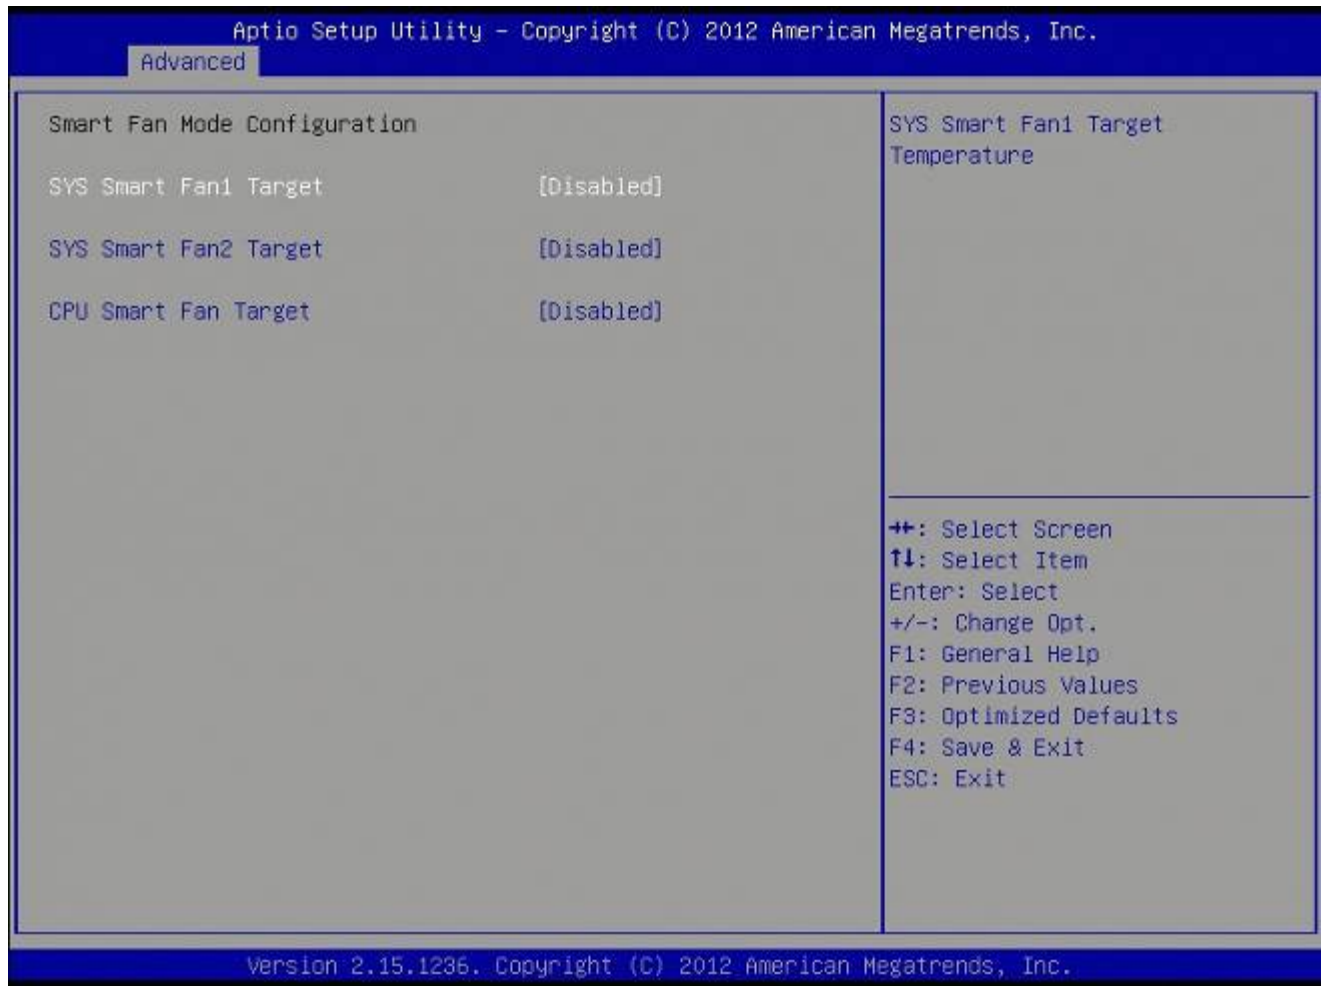 Aptio Setup Utility – Copyright (C) 2012 American Megatrends, Inc.
Advanced
Smart Fan Mode Configuration
SYS Smart Fan1 Target [Disabled]
SYS Smart Fan2 Target [Disabled]
CPU Smart Fan Target [Disabled]
SYS Smart Fan1 Target
Temperature
→←: Select Screen
↑↓: Select Item
Enter: Select
+/-: Change Opt.
F1: General Help
F2: Previous Values
F3: Optimized Defaults
F4: Save & Exit
ESC: Exit
Version 2.15.1236. Copyright (C) 2012 American Megatrends, Inc.